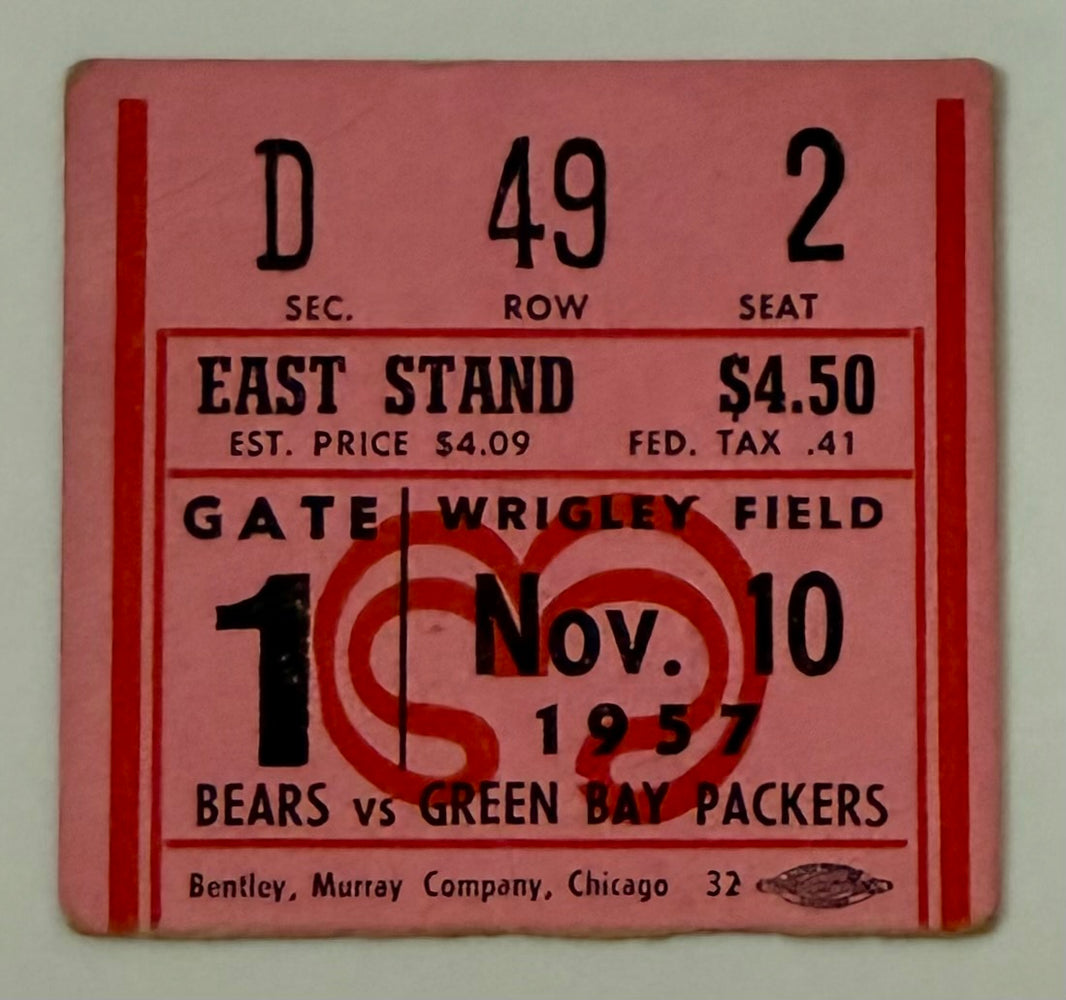 D 49 2
SEC. ROW SEAT
EAST STAND $4.50
EST. PRICE $4.09 FED. TAX .41
GATE WRIGLEY FIELD
1 Nov. 10
1957
BEARS vs GREEN BAY PACKERS
Bentley, Murray Company, Chicago 32